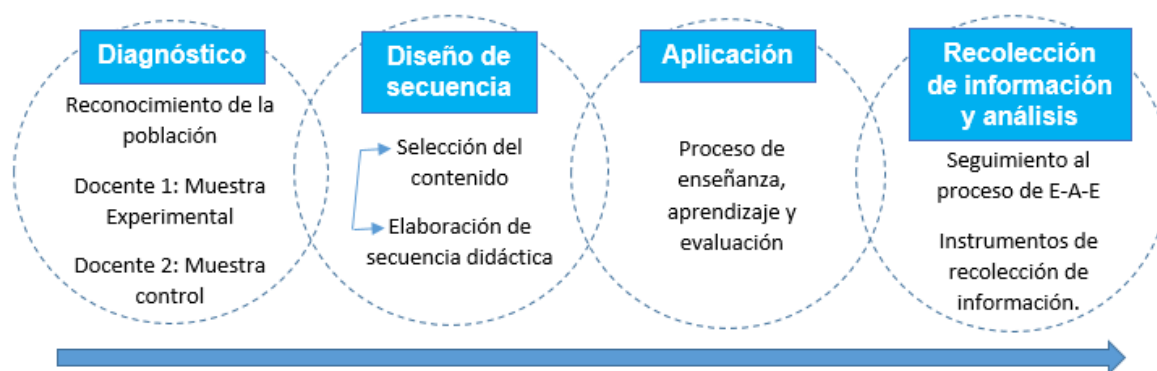 Diagnóstico
Reconocimiento de la
población
Docente 1: Muestra
Experimental
Docente 2: Muestra
control
Diseño de
secuencia
Selección del
contenido
Elaboración de
secuencia didáctica
Aplicación
Proceso de
enseñanza,
aprendizaje y
evaluación
Recolección
de información
y análisis
Seguimiento al
proceso de E-A-E
Instrumentos de
recolección de
información.